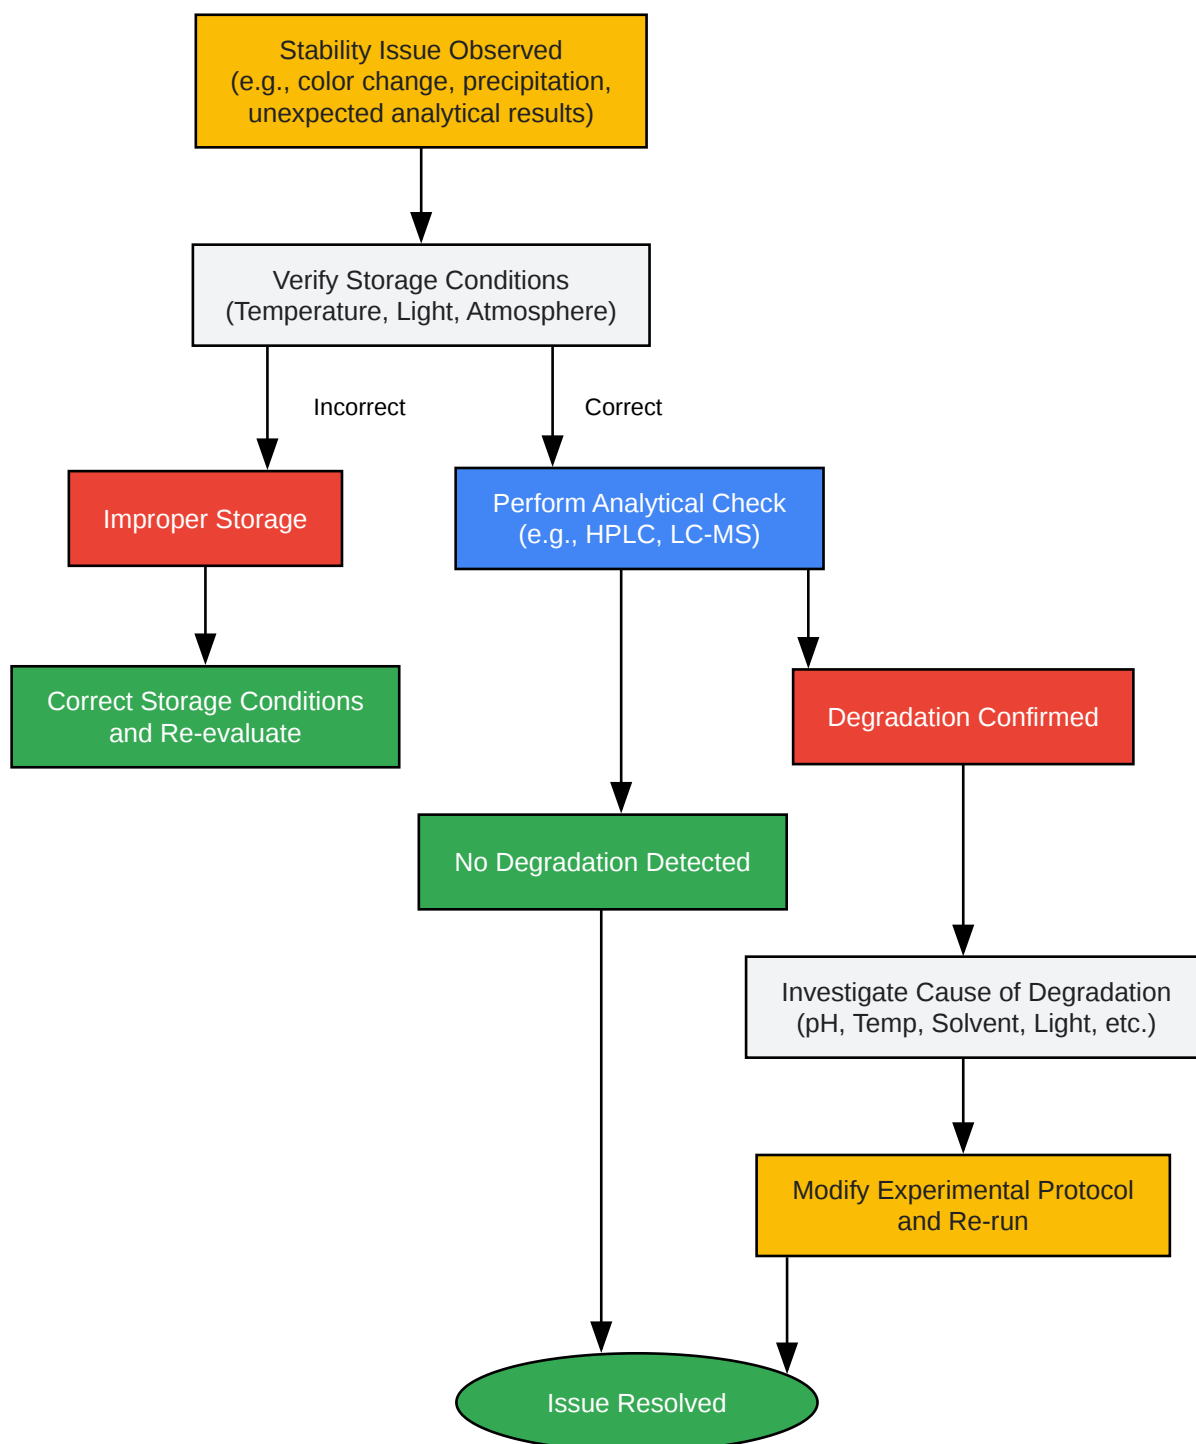 Stability Issue Observed
(e.g., color change, precipitation,
unexpected analytical results)
Verify Storage Conditions
(Temperature, Light, Atmosphere)
Incorrect
Correct
Improper Storage
Perform Analytical Check
(e.g., HPLC, LC-MS)
Correct Storage Conditions
and Re-evaluate
Degradation Confirmed
No Degradation Detected
Investigate Cause of Degradation
(pH, Temp, Solvent, Light, etc.)
Modify Experimental Protocol
and Re-run
Issue Resolved